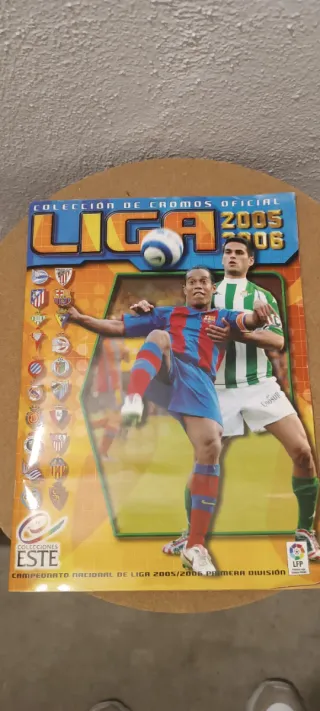 COLECCIÓN DE CROMOS OFICIAL
LIGA
2005
2006
COLECCIONES
ESTE
LFP
CAMPEONATO NACIONAL DE LIGA 2005/2006 PRIMERA DIVISIÓN